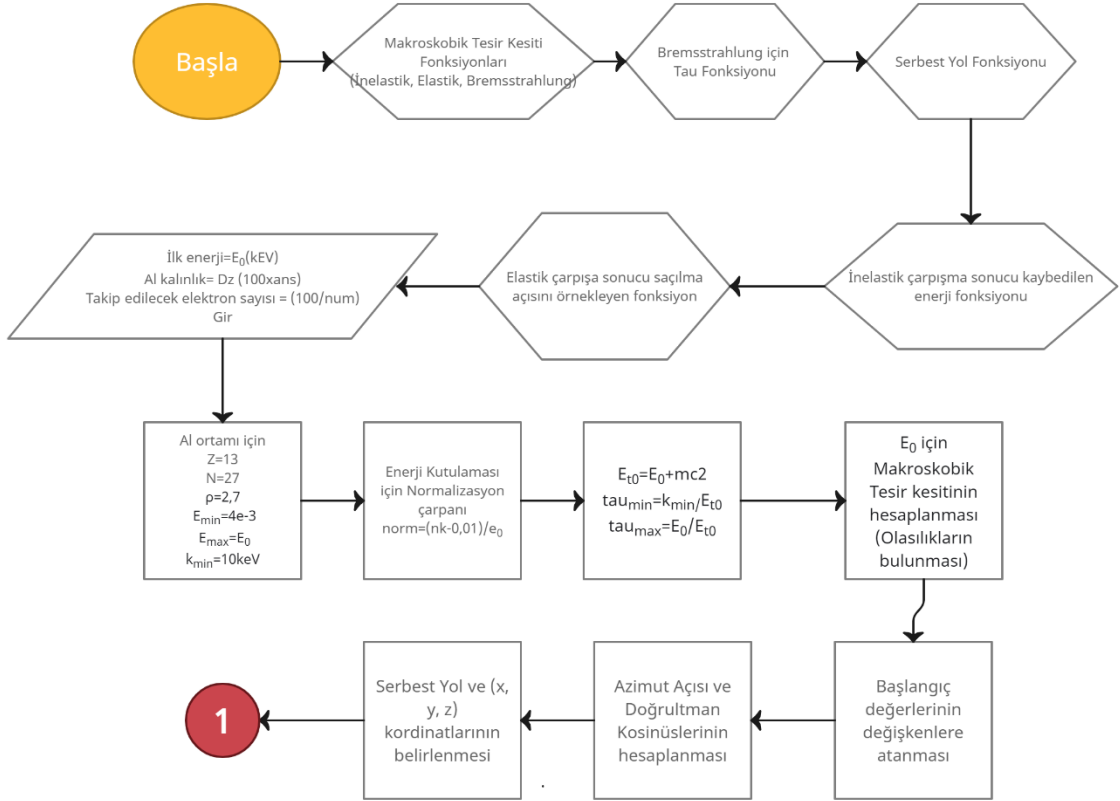 Başla
Makroskobik Tesir Kesiti
Fonksiyonları
(İnelastik, Elastik, Bremsstrahlung)
Bremsstrahlung için
Tau Fonksiyonu
Serbest Yol Fonksiyonu
İnelastik çarpışma sonucu kaybedilen
enerji fonksiyonu
Elastik çarpışa sonucu saçılma
açısını örnekleyen fonksiyon
İlk enerji=E₀(kEV)
Al kalınlık= Dz (100xans)
Takip edilecek elektron sayısı = (100/num)
Gir
Al ortamı için
Z=13
N=27
ρ=2,7
Eₘᵢₙ=4e-3
Eₘₐₓ=E₀
kₘᵢₙ=10keV
Enerji Kutulaması
için Normalizasyon
çarpanı
norm=(nk-0,01)/e₀
Eₜ₀=E₀+mc2
tauₘᵢₙ=kₘᵢₙ/Eₜ₀
tauₘₐₓ=E₀/Eₜ₀
E₀ için
Makroskobik
Tesir kesitinin
hesaplanması
(Olasılıkların
bulunması)
Başlangıç
değerlerinin
değişkenlere
atanması
Azimut Açısı ve
Doğrultman
Kosinüslerinin
hesaplanması
Serbest Yol ve (x,
y, z)
kordinatlarının
belirlenmesi
.
1